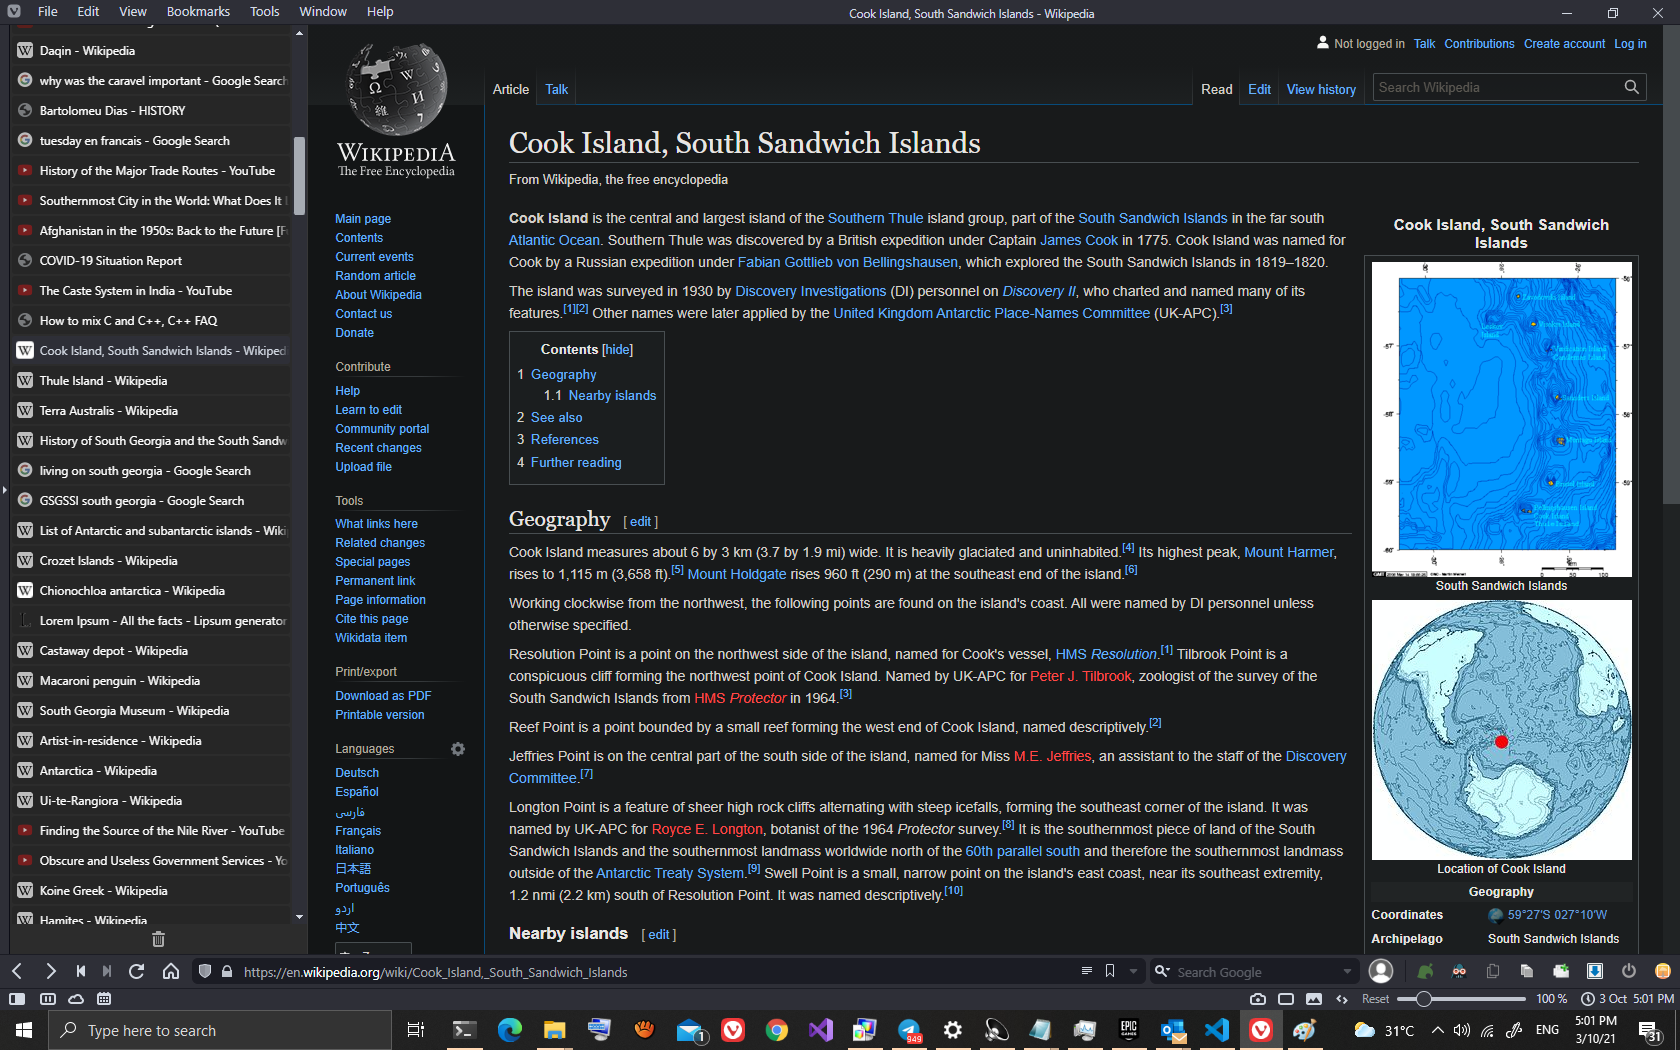 File Edit View Bookmarks Tools Window Help
Cook Island, South Sandwich Islands - Wikipedia
Daqin - Wikipedia
why was the caravel important - Google Search
Bartolomeu Dias - HISTORY
tuesday en francais - Google Search
History of the Major Trade Routes - YouTube
Southernmost City in the World: What Does It
Afghanistan in the 1950s: Back to the Future [F
COVID-19 Situation Report
The Caste System in India - YouTube
How to mix C and C++, C++ FAQ
Cook Island, South Sandwich Islands - Wikiped
Thule Island - Wikipedia
Terra Australis - Wikipedia
History of South Georgia and the South Sandw
living on south georgia - Google Search
GSGSSI south georgia - Google Search
List of Antarctic and subantarctic islands - Wiki
Crozet Islands - Wikipedia
Chionochloa antarctica - Wikipedia
Lorem Ipsum - All the facts - Lipsum generator
Castaway depot - Wikipedia
Macaroni penguin - Wikipedia
South Georgia Museum - Wikipedia
Artist-in-residence - Wikipedia
Antarctica - Wikipedia
Ui-te-Rangiora - Wikipedia
Finding the Source of the Nile River - YouTube
Obscure and Useless Government Services - Yo
Koine Greek - Wikipedia
Hamites - Wikipedia
WIKIPEDIA
The Free Encyclopedia
Main page
Contents
Current events
Random article
About Wikipedia
Contact us
Donate
Contribute
Help
Learn to edit
Community portal
Recent changes
Upload file
Tools
What links here
Related changes
Special pages
Permanent link
Page information
Cite this page
Wikidata item
Print/export
Download as PDF
Printable version
Languages
Deutsch
Español
فارسی
Français
Italiano
日本語
Português
اردو
中文
Not logged in Talk Contributions Create account Log in
Article Talk Read Edit View history Search Wikipedia
Cook Island, South Sandwich Islands
From Wikipedia, the free encyclopedia
Cook Island is the central and largest island of the Southern Thule island group, part of the South Sandwich Islands in the far south
Atlantic Ocean. Southern Thule was discovered by a British expedition under Captain James Cook in 1775. Cook Island was named for
Cook by a Russian expedition under Fabian Gottlieb von Bellingshausen, which explored the South Sandwich Islands in 1819–1820.
The island was surveyed in 1930 by Discovery Investigations (DI) personnel on Discovery II, who charted and named many of its
features.[1][2] Other names were later applied by the United Kingdom Antarctic Place-Names Committee (UK-APC).[3]
Contents [hide]
1 Geography
1.1 Nearby islands
2 See also
3 References
4 Further reading
Geography [ edit ]
Cook Island measures about 6 by 3 km (3.7 by 1.9 mi) wide. It is heavily glaciated and uninhabited.[4] Its highest peak, Mount Harmer,
rises to 1,115 m (3,658 ft).[5] Mount Holdgate rises 960 ft (290 m) at the southeast end of the island.[6]
Working clockwise from the northwest, the following points are found on the island's coast. All were named by DI personnel unless
otherwise specified.
Resolution Point is a point on the northwest side of the island, named for Cook's vessel, HMS Resolution.[1] Tilbrook Point is a
conspicuous cliff forming the northwest point of Cook Island. Named by UK-APC for Peter J. Tilbrook, zoologist of the survey of the
South Sandwich Islands from HMS Protector in 1964.[3]
Reef Point is a point bounded by a small reef forming the west end of Cook Island, named descriptively.[2]
Jeffries Point is on the central part of the south side of the island, named for Miss M.E. Jeffries, an assistant to the staff of the Discovery
Committee.[7]
Longton Point is a feature of sheer high rock cliffs alternating with steep icefalls, forming the southeast corner of the island. It was
named by UK-APC for Royce E. Longton, botanist of the 1964 Protector survey.[8] It is the southernmost piece of land of the South
Sandwich Islands and the southernmost landmass worldwide north of the 60th parallel south and therefore the southernmost landmass
outside of the Antarctic Treaty System.[9] Swell Point is a small, narrow point on the island's east coast, near its southeast extremity,
1.2 nmi (2.2 km) south of Resolution Point. It was named descriptively.[10]
Nearby islands [ edit ]
Cook Island, South Sandwich
Islands
South Sandwich Islands
Location of Cook Island
Geography
Coordinates 59°27′S 027°10′W
Archipelago South Sandwich Islands
https://en.wikipedia.org/wiki/Cook_Island,_South_Sandwich_Islands
Search Google
Reset 100 % 3 Oct 5:01 PM
Type here to search
1
949
EPIC GAMES
31°C ENG
5:01 PM
3/10/21
31